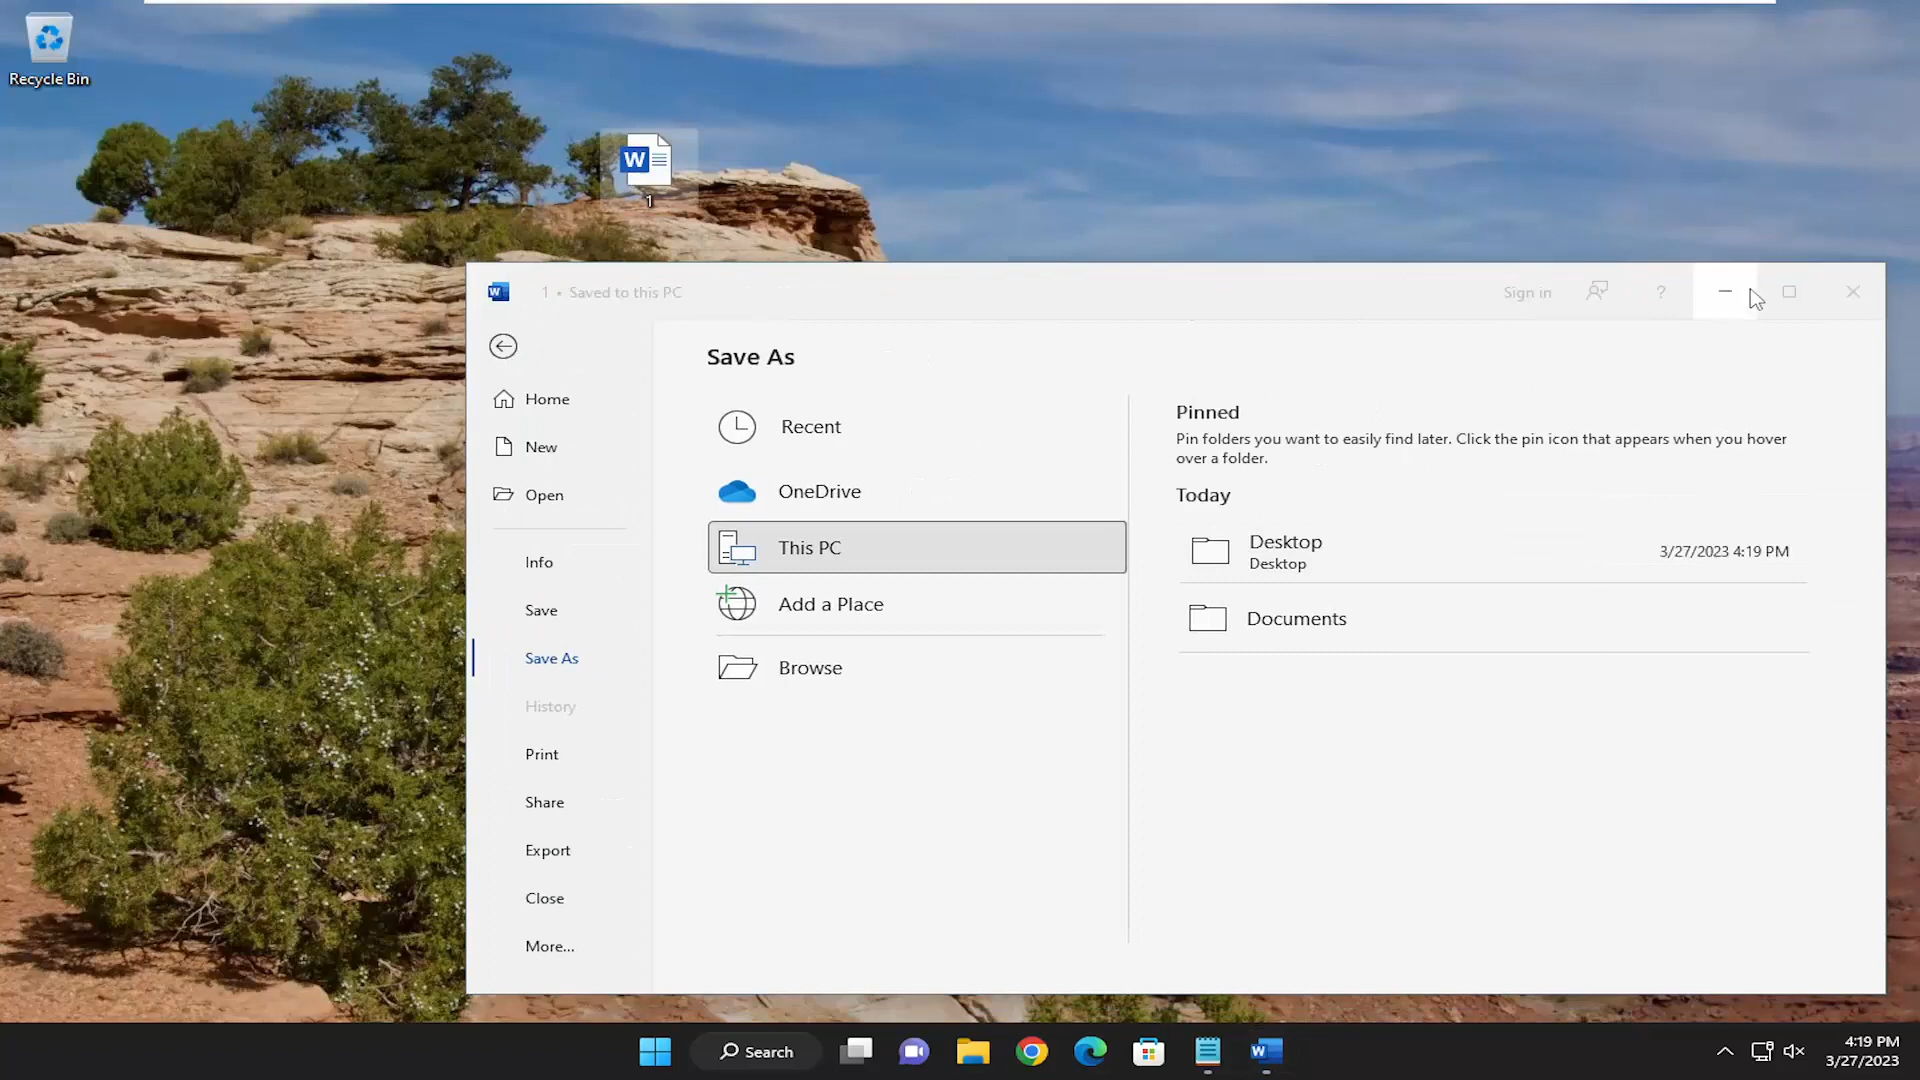 Recycle Bin
W
1
W
1 • Saved to this PC
Sign in
?
Save As
Home
New
Open
Info
Save
Save As
History
Print
Share
Export
Close
More...
Recent
OneDrive
This PC
Add a Place
Browse
Pinned
Pin folders you want to easily find later. Click the pin icon that appears when you hover
over a folder.
Today
Desktop
Desktop
3/27/2023 4:19 PM
Documents
Search
W
4:19 PM
3/27/2023